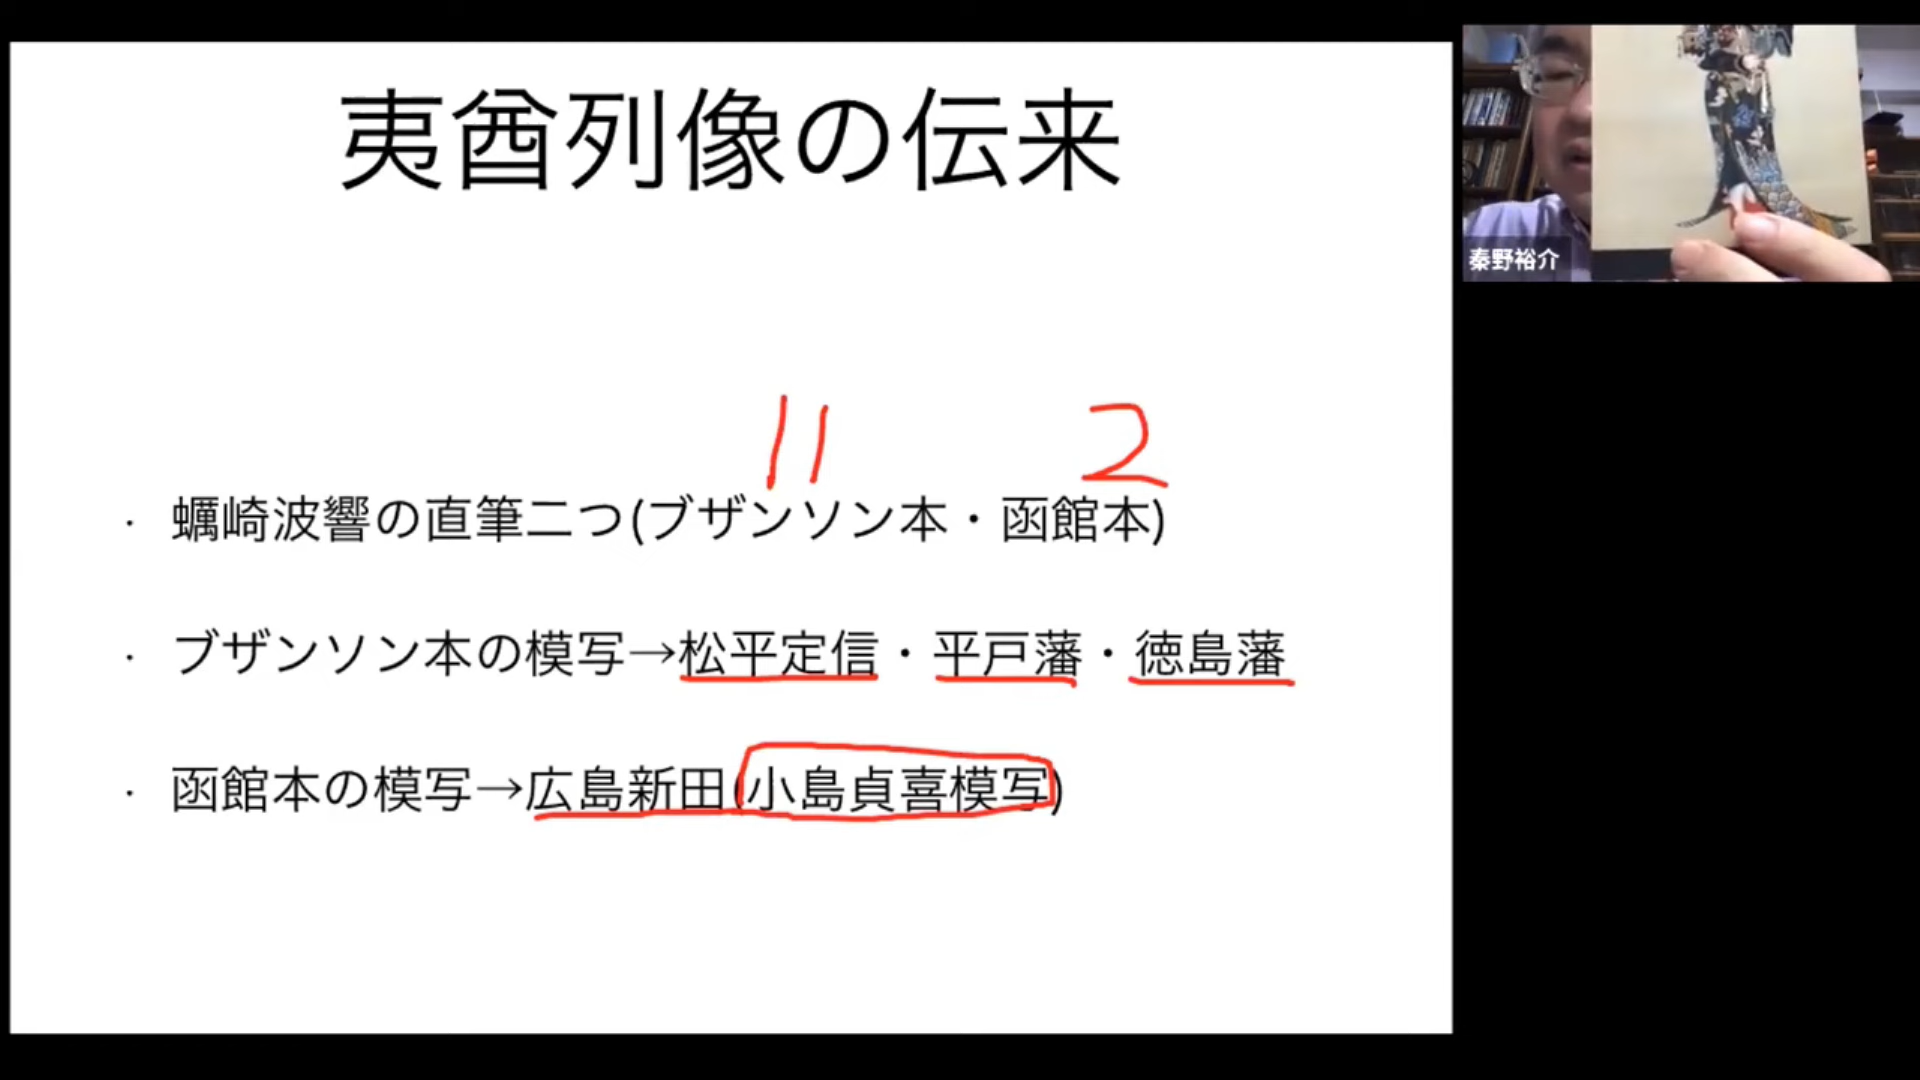 夷酋列像の伝来
秦野裕介
11 2
・ 蠣崎波響の直筆二つ(ブザンソン本・函館本)
・ ブザンソン本の模写→松平定信・平戸藩・徳島藩
・ 函館本の模写→広島新田(小島貞喜模写)